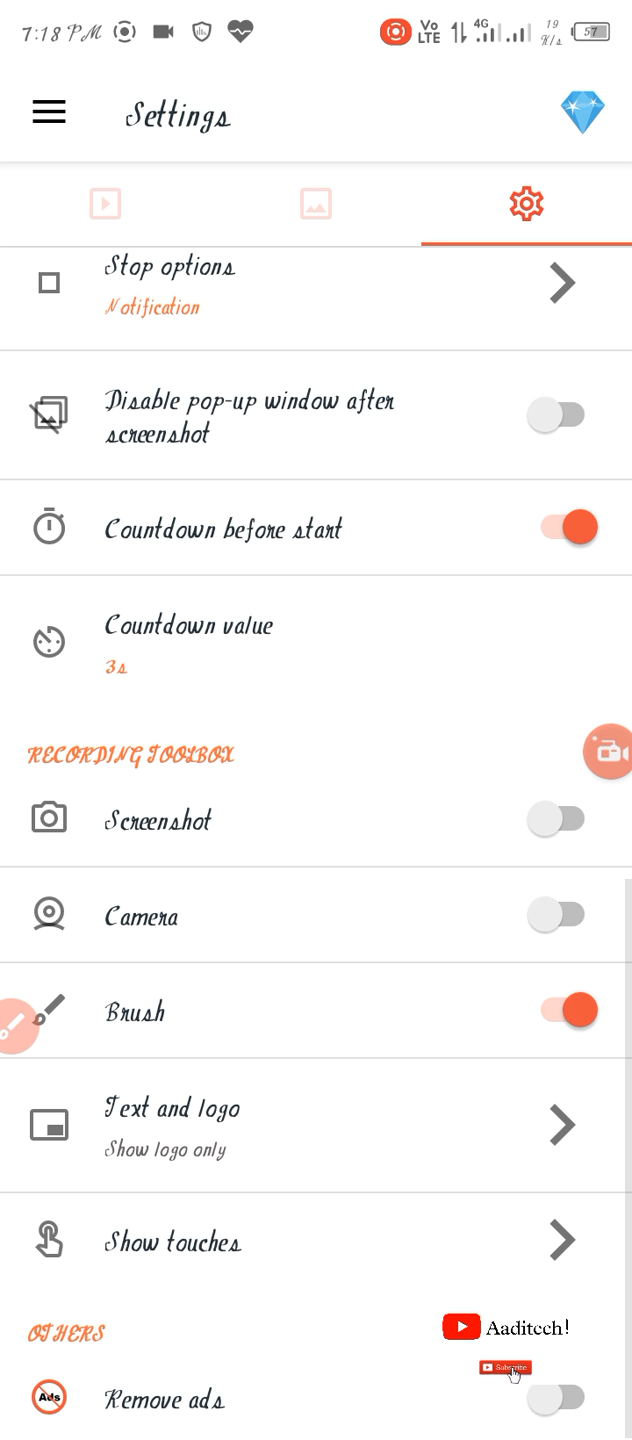 7:18 PM
Vo
LTE
4G
19
K/s
57
Settings
Stop options
Notification
Disable pop-up window after
screenshot
Countdown before start
Countdown value
3s
RECORDING TOOLBOX
Screenshot
Camera
Brush
Text and logo
Show logo only
Show touches
OTHERS
Aaditech!
Subscribe
Ads
Remove ads